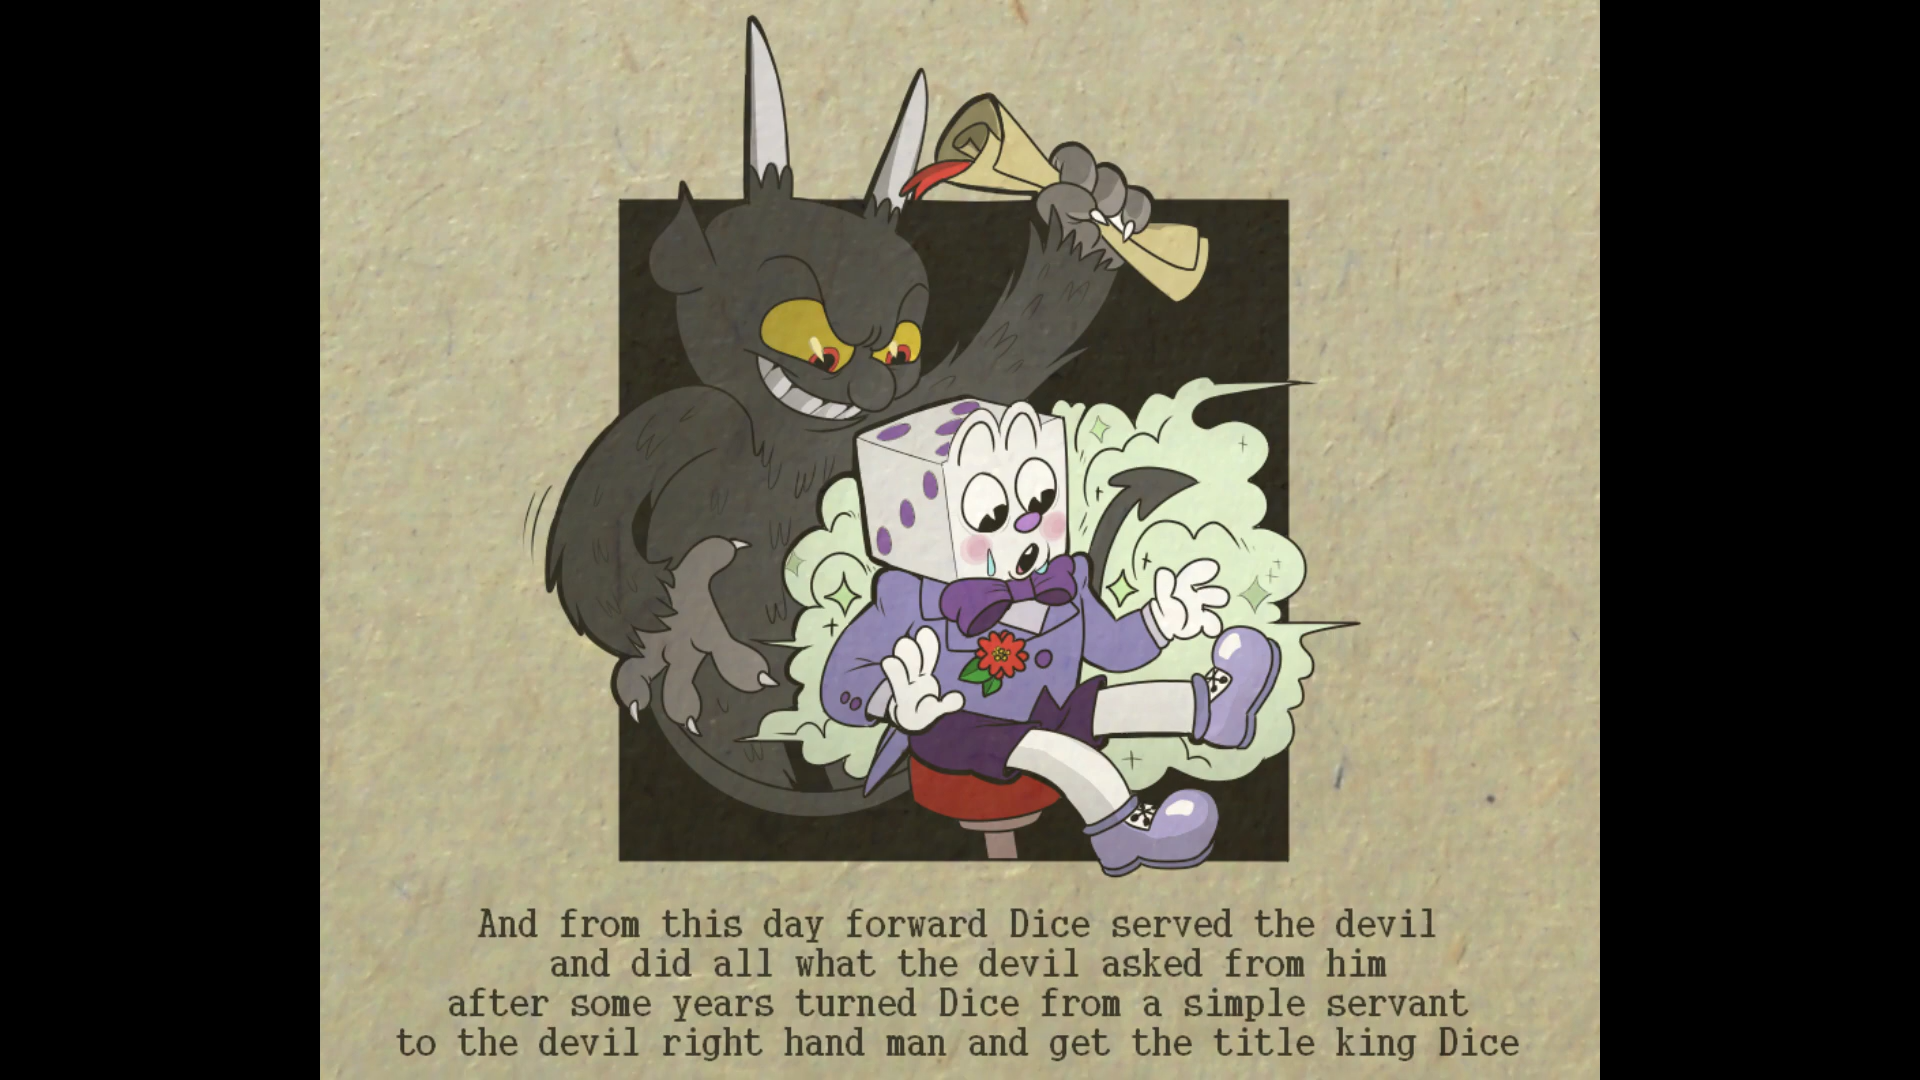 And from this day forward Dice served the devil
and did all what the devil asked from him
after some years turned Dice from a simple servant
to the devil right hand man and get the title king Dice